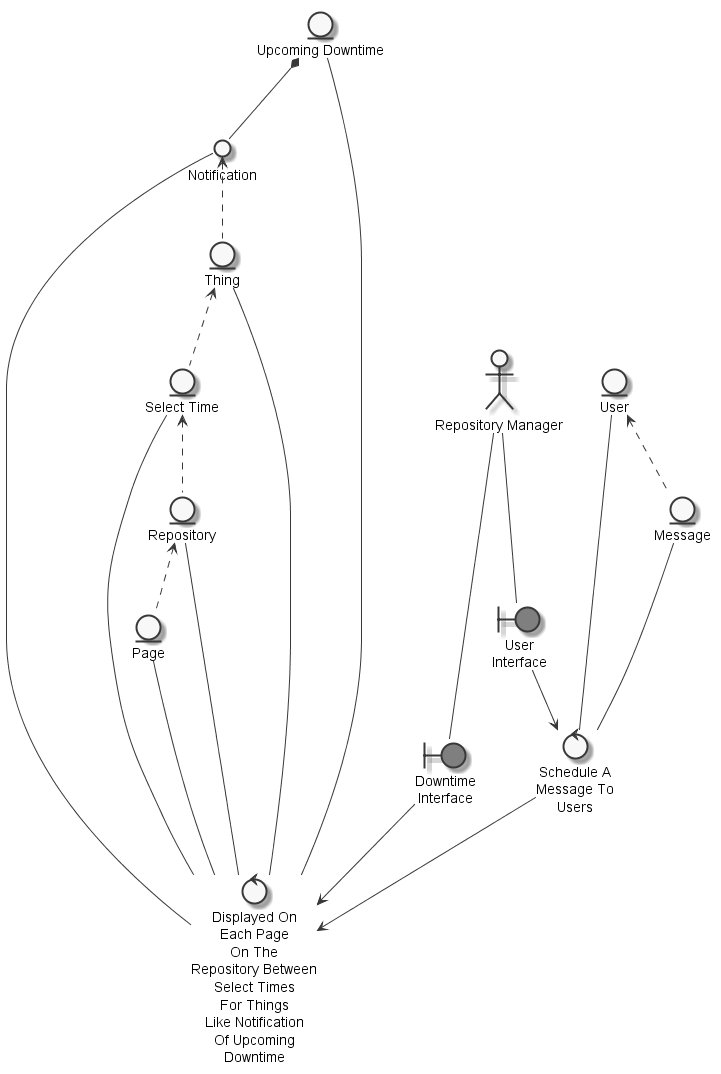 Upcoming Downtime
Notification
Thing
Select Time
Repository Manager
User
Repository
Message
Page
User
Interface
Downtime
Interface
Schedule A
Message To
Users
Displayed On
Each Page
On The
Repository Between
Select Times
For Things
Like Notification
Of Upcoming
Downtime